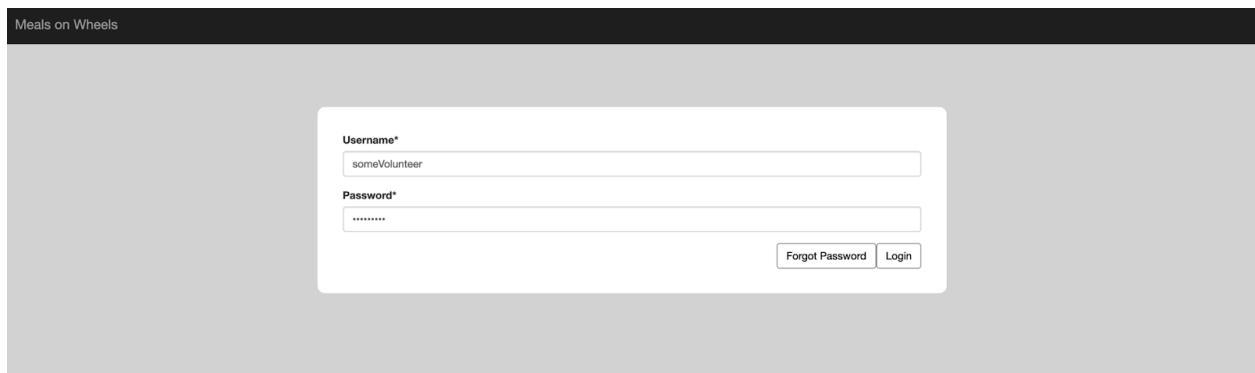 Meals on Wheels
Username*
someVolunteer
Password*
•••••••••
Forgot Password Login